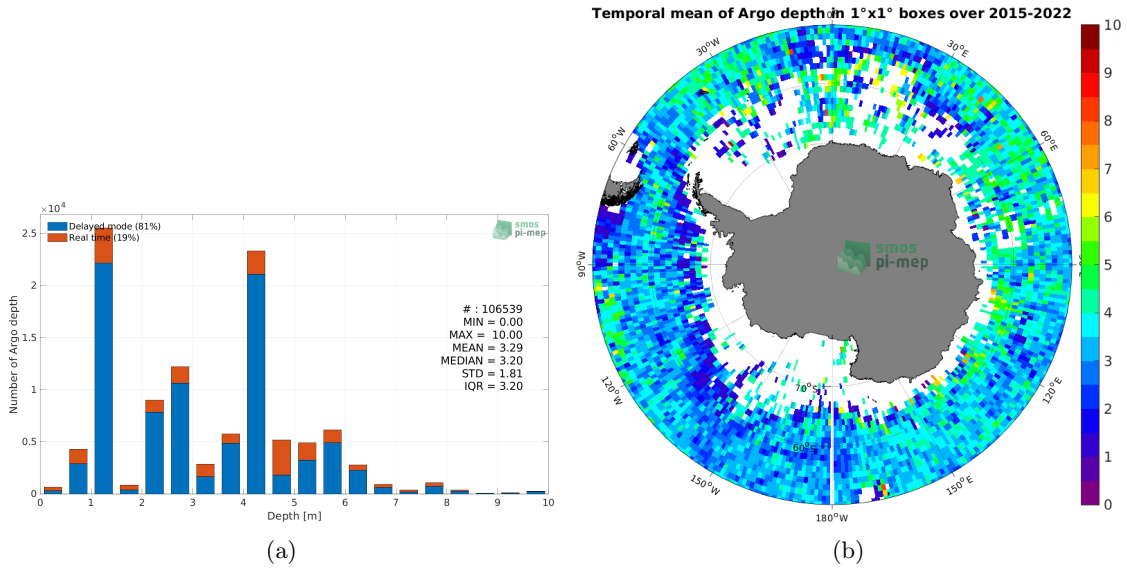 ×10⁴
Delayed mode (81%)
Real time (19%)
smos
pi-mep
2.5
2
1.5
1
0.5
0
Number of Argo depth
# : 106539
MIN = 0.00
MAX = 10.00
MEAN = 3.29
MEDIAN = 3.20
STD = 1.81
IQR = 3.20
0 1 2 3 4 5 6 7 8 9 10
Depth [m]
(a)
Temporal mean of Argo depth in 1°x1° boxes over 2015-2022
0°
30°W
30°E
60°W
60°E
90°W
120°W
120°E
150°W
150°E
180°W
70°S
60°S
smos
pi-mep
10
9
8
7
6
5
4
3
2
1
0
(b)